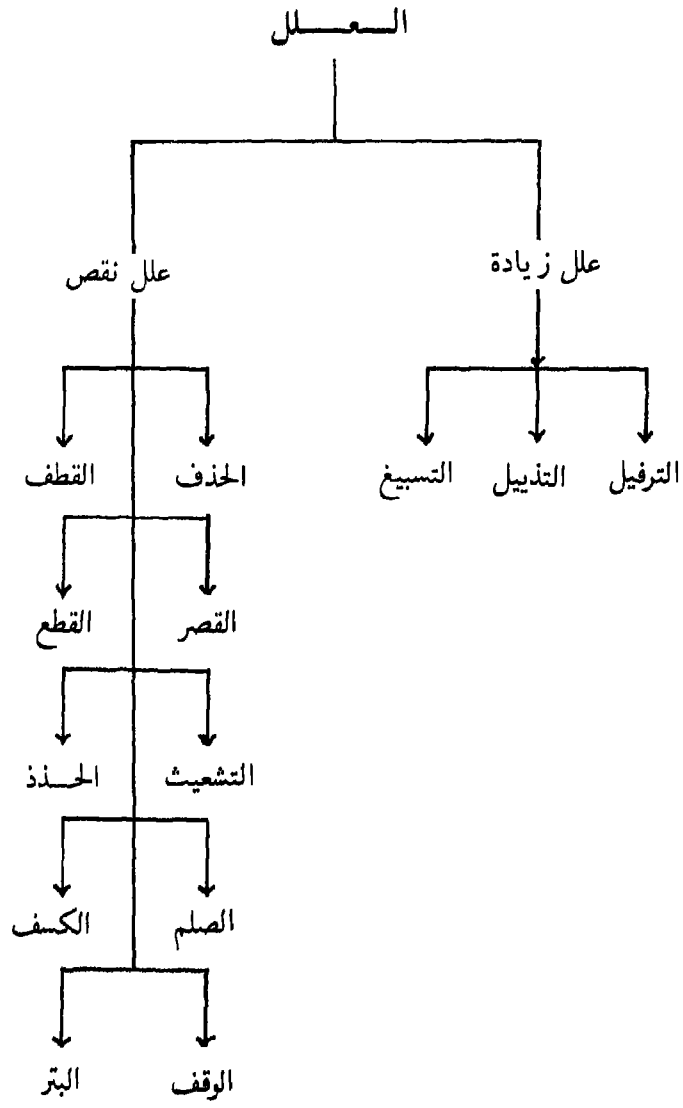 العلل
علل زيادة علل نقص
الترفيل التذييل التسبيغ الحذف القطف
القصر القطع
التشعيث الحذذ
الصلم الكسف
الوقف البتر